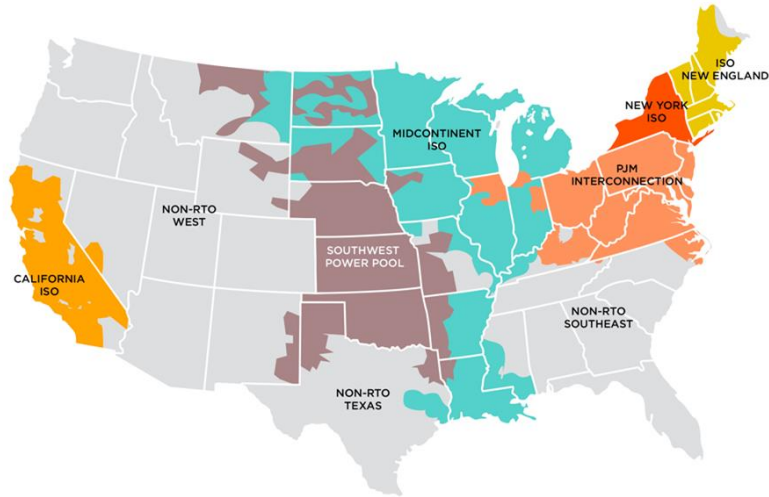 ISO
NEW ENGLAND
NEW YORK
ISO
MIDCONTINENT
ISO
PJM
INTERCONNECTION
NON-RTO
WEST
SOUTHWEST
POWER POOL
CALIFORNIA
ISO
NON-RTO
SOUTHEAST
NON-RTO
TEXAS